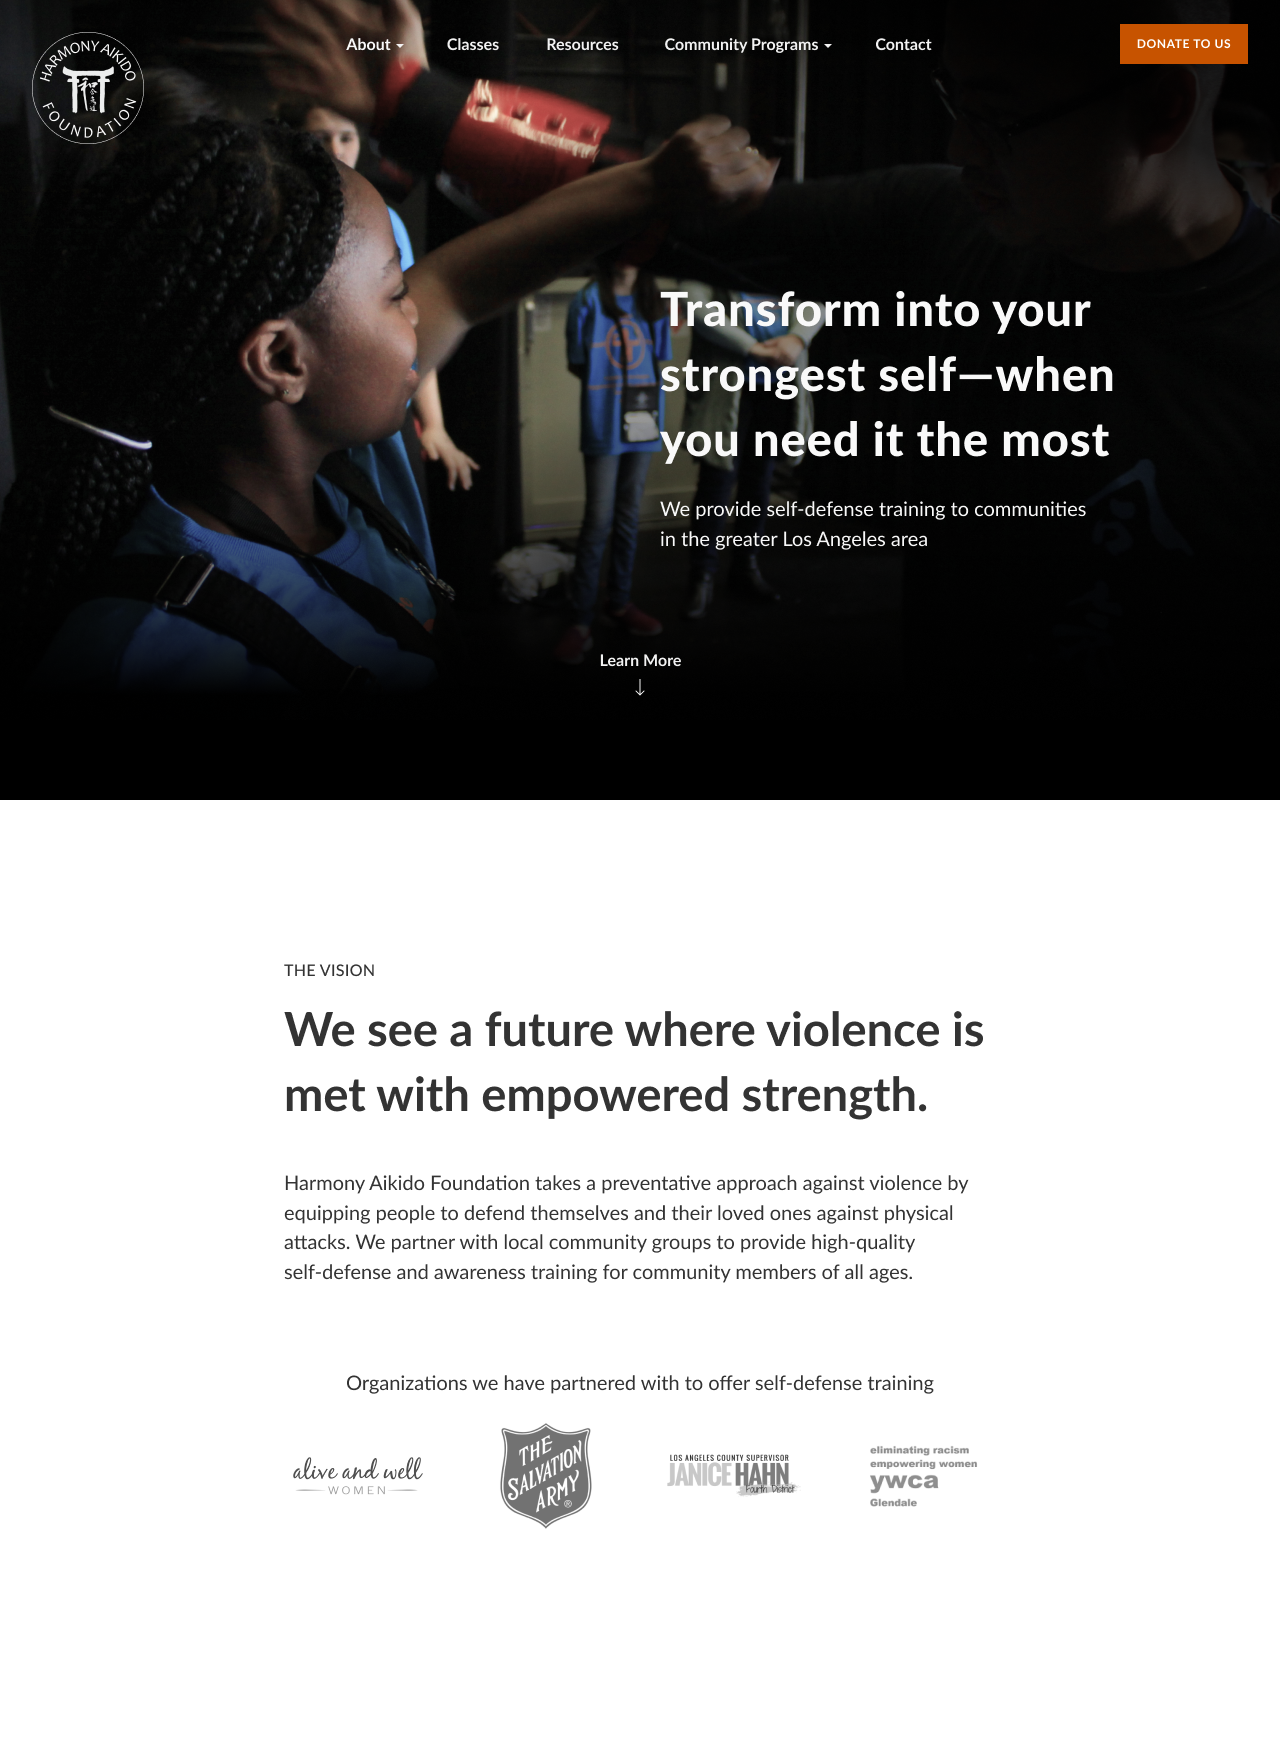 HARMONY AIKIDO
FOUNDATION
About
Classes
Resources
Community Programs
Contact
DONATE TO US
Transform into your
strongest self—when
you need it the most
We provide self-defense training to communities
in the greater Los Angeles area
Learn More
THE VISION
We see a future where violence is
met with empowered strength.
Harmony Aikido Foundation takes a preventative approach against violence by
equipping people to defend themselves and their loved ones against physical
attacks. We partner with local community groups to provide high-quality
self-defense and awareness training for community members of all ages.
Organizations we have partnered with to offer self-defense training
alive and well
WOMEN
THE
SALVATION
ARMY®
LOS ANGELES COUNTY SUPERVISOR
JANICE HAHN
Fourth District
eliminating racism
empowering women
ywca
Glendale